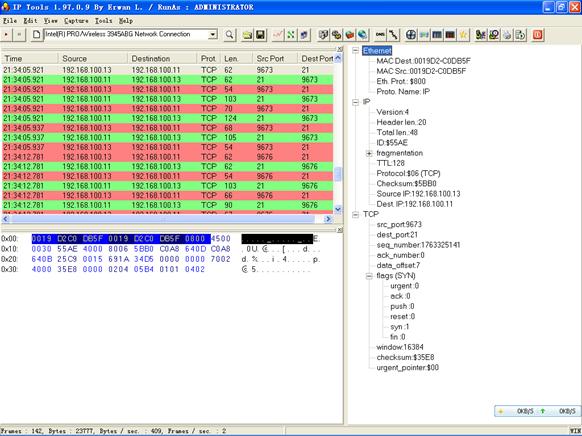 IP Tools 1.97.0.9 By Erwan L. / RunAs : ADMINISTRATOR
File Edit View Capture Tools Help
Intel(R) PRO/Wireless 3945ABG Network Connection
Time Source Destination Prot. Len. Src Port Dest Port
21:34:05.921 192.168.100.13 192.168.100.11 TCP 62 9673 21
21:34:05.921 192.168.100.11 192.168.100.13 TCP 62 21 9673
21:34:05.921 192.168.100.13 192.168.100.11 TCP 54 9673 21
21:34:05.921 192.168.100.11 192.168.100.13 TCP 103 21 9673
21:34:05.921 192.168.100.13 192.168.100.11 TCP 70 9673 21
21:34:05.921 192.168.100.11 192.168.100.13 TCP 124 21 9673
21:34:05.937 192.168.100.13 192.168.100.11 TCP 68 9673 21
21:34:05.937 192.168.100.11 192.168.100.13 TCP 105 21 9673
21:34:05.937 192.168.100.13 192.168.100.11 TCP 54 9673 21
21:34:12.781 192.168.100.13 192.168.100.11 TCP 62 9676 21
21:34:12.781 192.168.100.11 192.168.100.13 TCP 62 21 9676
21:34:12.781 192.168.100.13 192.168.100.11 TCP 54 9676 21
21:34:12.781 192.168.100.11 192.168.100.13 TCP 103 21 9676
21:34:12.781 192.168.100.13 192.168.100.11 TCP 66 9676 21
21:34:12.781 192.168.100.11 192.168.100.13 TCP 90 21 9676
0x00: 0019 D2C0 DB5F 0019 D2C0 DB5F 0800 4500 E.
0x10: 0030 55AE 4000 8006 5BB0 C0A8 640D C0A8 .0U.@...[...d...
0x20: 640B 25C9 0015 691A 34D5 0000 0000 7002 d.%...i.4.....p.
0x30: 4000 35E8 0000 0204 05B4 0101 0402 @.5...........
Ethernet
MAC Dest:0019D2-C0DB5F
MAC Src:0019D2-C0DB5F
Eth. Prot.: $800
Proto. Name: IP
IP
Version:4
Header len.:20
Total len.:48
ID:$55AE
fragmentation
TTL:128
Protocol:$06 (TCP)
Checksum:$5BB0
Source IP:192.168.100.13
Dest. IP:192.168.100.11
TCP
src_port:9673
dest_port:21
seq_number:1763325141
ack_number:0
data_offset:7
flags (SYN)
urgent :0
ack :0
push :0
reset :0
syn :1
fin :0
window:16384
checksum:$35E8
urgent_pointer:$00
0KB/S 0KB/S
Frames : 142, Bytes : 23777, Bytes / sec. : 409, Frames / sec. : 2
WIN